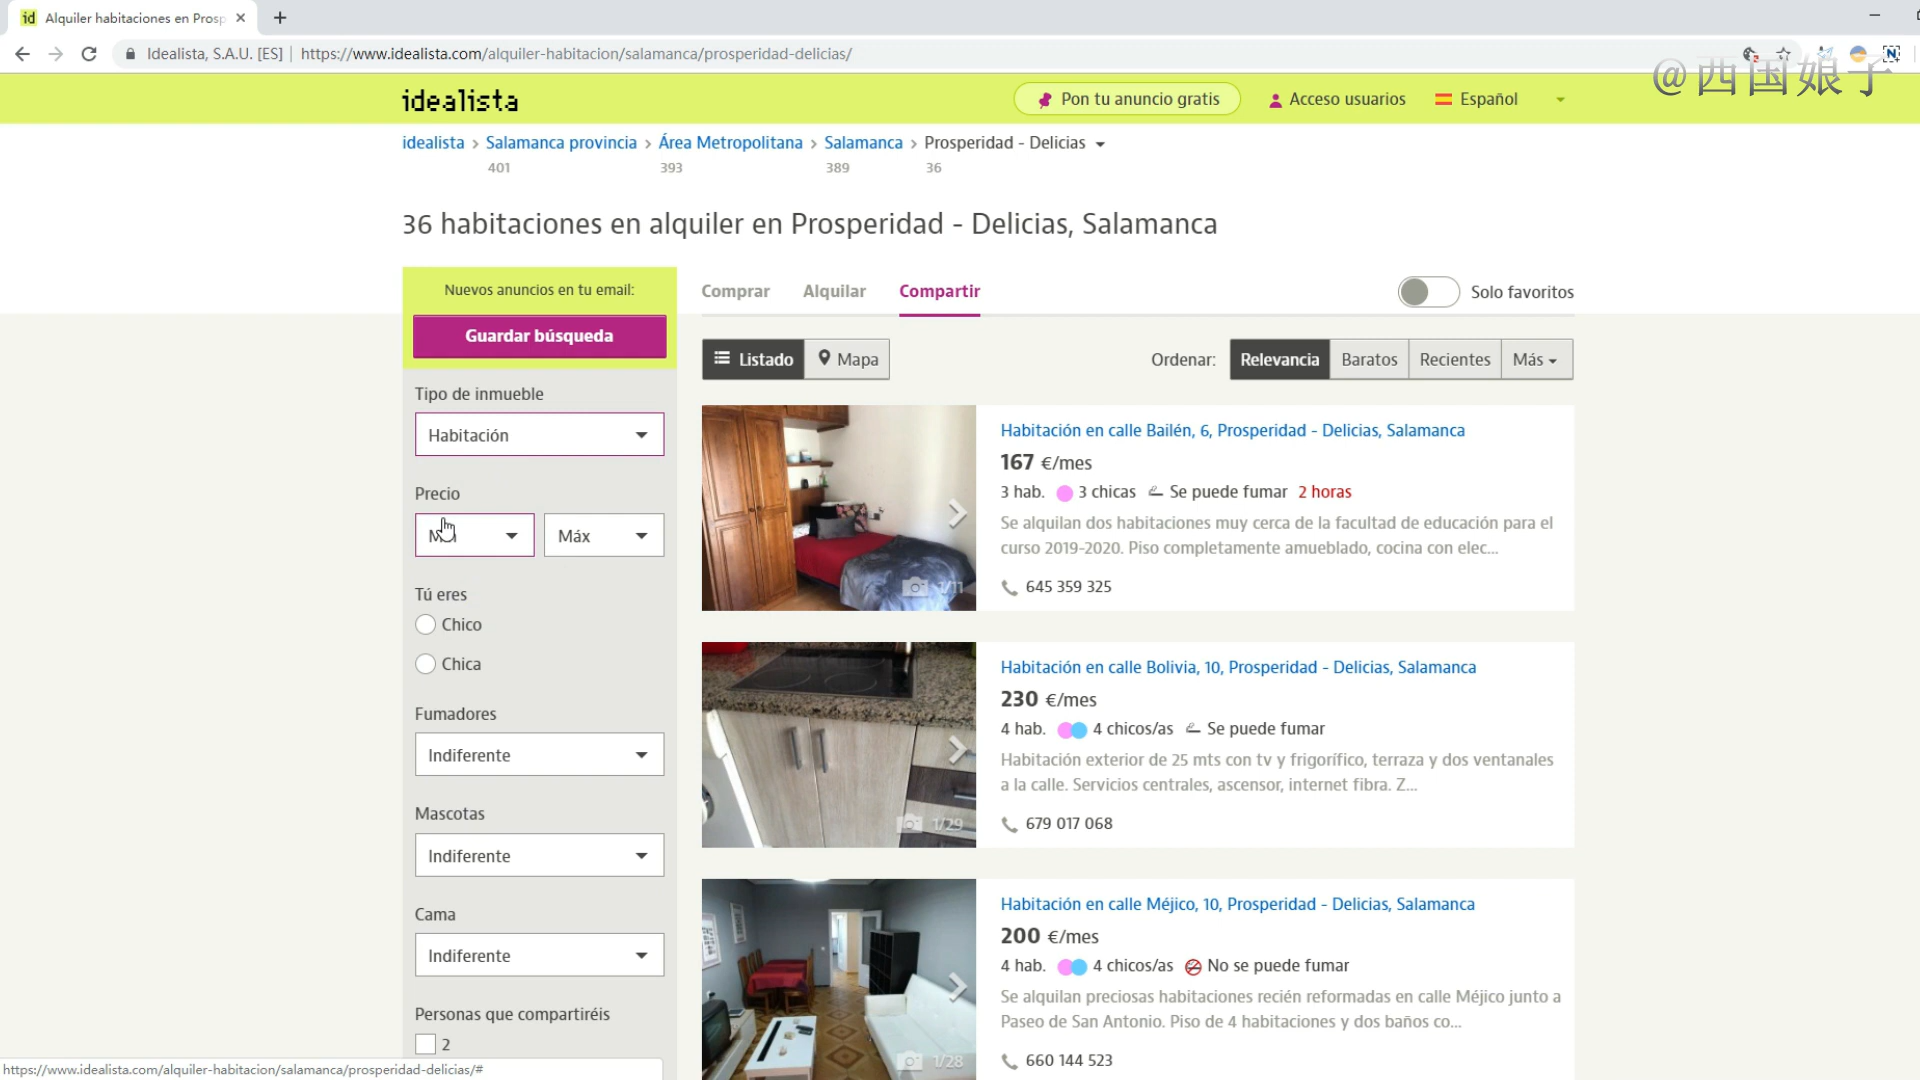 Alquiler habitaciones en Prosp
Idealista, S.A.U. [ES] | https://www.idealista.com/alquiler-habitacion/salamanca/prosperidad-delicias/
@西国娘子
idealista
Pon tu anuncio gratis
Acceso usuarios
Español
idealista > Salamanca provincia > Área Metropolitana > Salamanca > Prosperidad - Delicias
401 393 389 36
36 habitaciones en alquiler en Prosperidad - Delicias, Salamanca
Nuevos anuncios en tu email:
Guardar búsqueda
Tipo de inmueble
Habitación
Precio
Máx
Tú eres
Chico
Chica
Fumadores
Indiferente
Mascotas
Indiferente
Cama
Indiferente
Personas que compartiréis
2
Comprar Alquilar Compartir
Solo favoritos
Listado Mapa
Ordenar: Relevancia Baratos Recientes Más
1/11
Habitación en calle Bailén, 6, Prosperidad - Delicias, Salamanca
167 €/mes
3 hab. 3 chicas Se puede fumar 2 horas
Se alquilan dos habitaciones muy cerca de la facultad de educación para el
curso 2019-2020. Piso completamente amueblado, cocina con elec...
645 359 325
1/29
Habitación en calle Bolivia, 10, Prosperidad - Delicias, Salamanca
230 €/mes
4 hab. 4 chicos/as Se puede fumar
Habitación exterior de 25 mts con tv y frigorífico, terraza y dos ventanales
a la calle. Servicios centrales, ascensor, internet fibra. Z...
679 017 068
1/28
Habitación en calle Méjico, 10, Prosperidad - Delicias, Salamanca
200 €/mes
4 hab. 4 chicos/as No se puede fumar
Se alquilan preciosas habitaciones recién reformadas en calle Méjico junto a
Paseo de San Antonio. Piso de 4 habitaciones y dos baños co...
660 144 523
https://www.idealista.com/alquiler-habitacion/salamanca/prosperidad-delicias/#